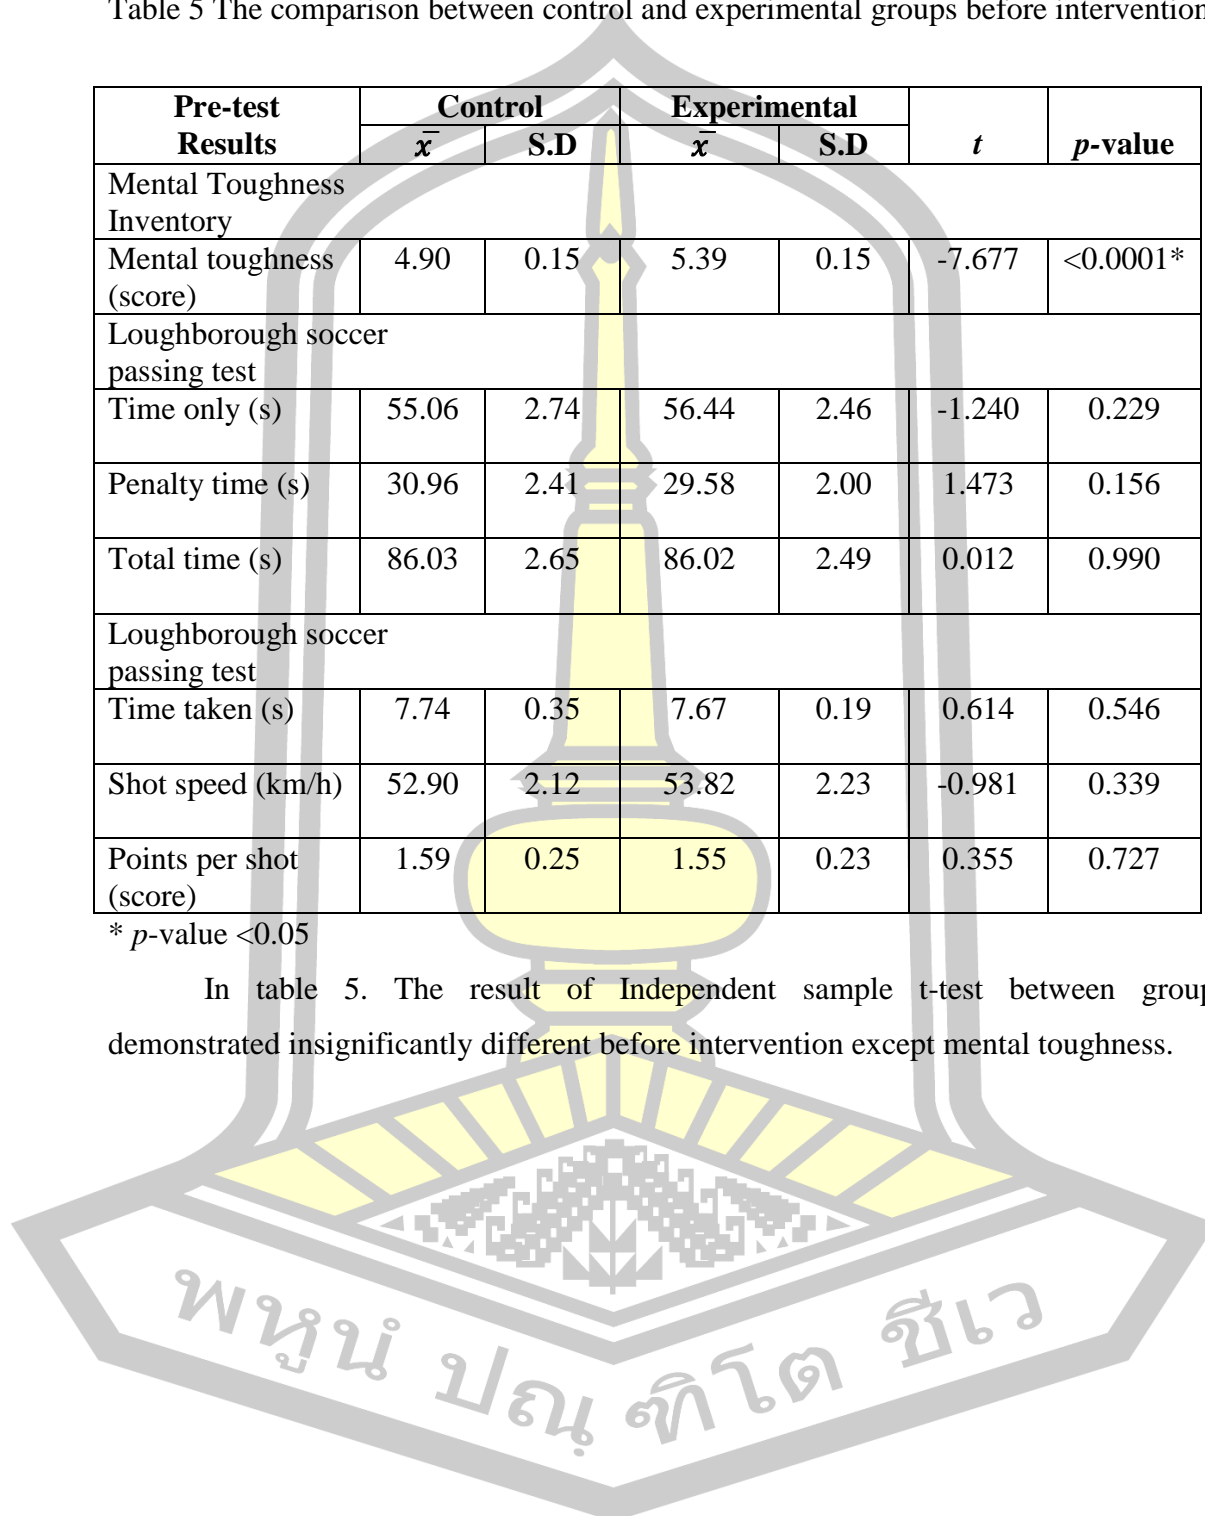 Table 5 The comparison between control and experimental groups before intervention
Pre-test Results Control Experimental t p-value
x̄ S.D x̄ S.D
Mental Toughness
Inventory
Mental toughness (score) 4.90 0.15 5.39 0.15 -7.677 <0.0001*
Loughborough soccer
passing test
Time only (s) 55.06 2.74 56.44 2.46 -1.240 0.229
Penalty time (s) 30.96 2.41 29.58 2.00 1.473 0.156
Total time (s) 86.03 2.65 86.02 2.49 0.012 0.990
Loughborough soccer
passing test
Time taken (s) 7.74 0.35 7.67 0.19 0.614 0.546
Shot speed (km/h) 52.90 2.12 53.82 2.23 -0.981 0.339
Points per shot (score) 1.59 0.25 1.55 0.23 0.355 0.727
* p-value <0.05
In table 5. The result of Independent sample t-test between group
demonstrated insignificantly different before intervention except mental toughness.
พหูนํ ปณฺฑิโต ชีเว